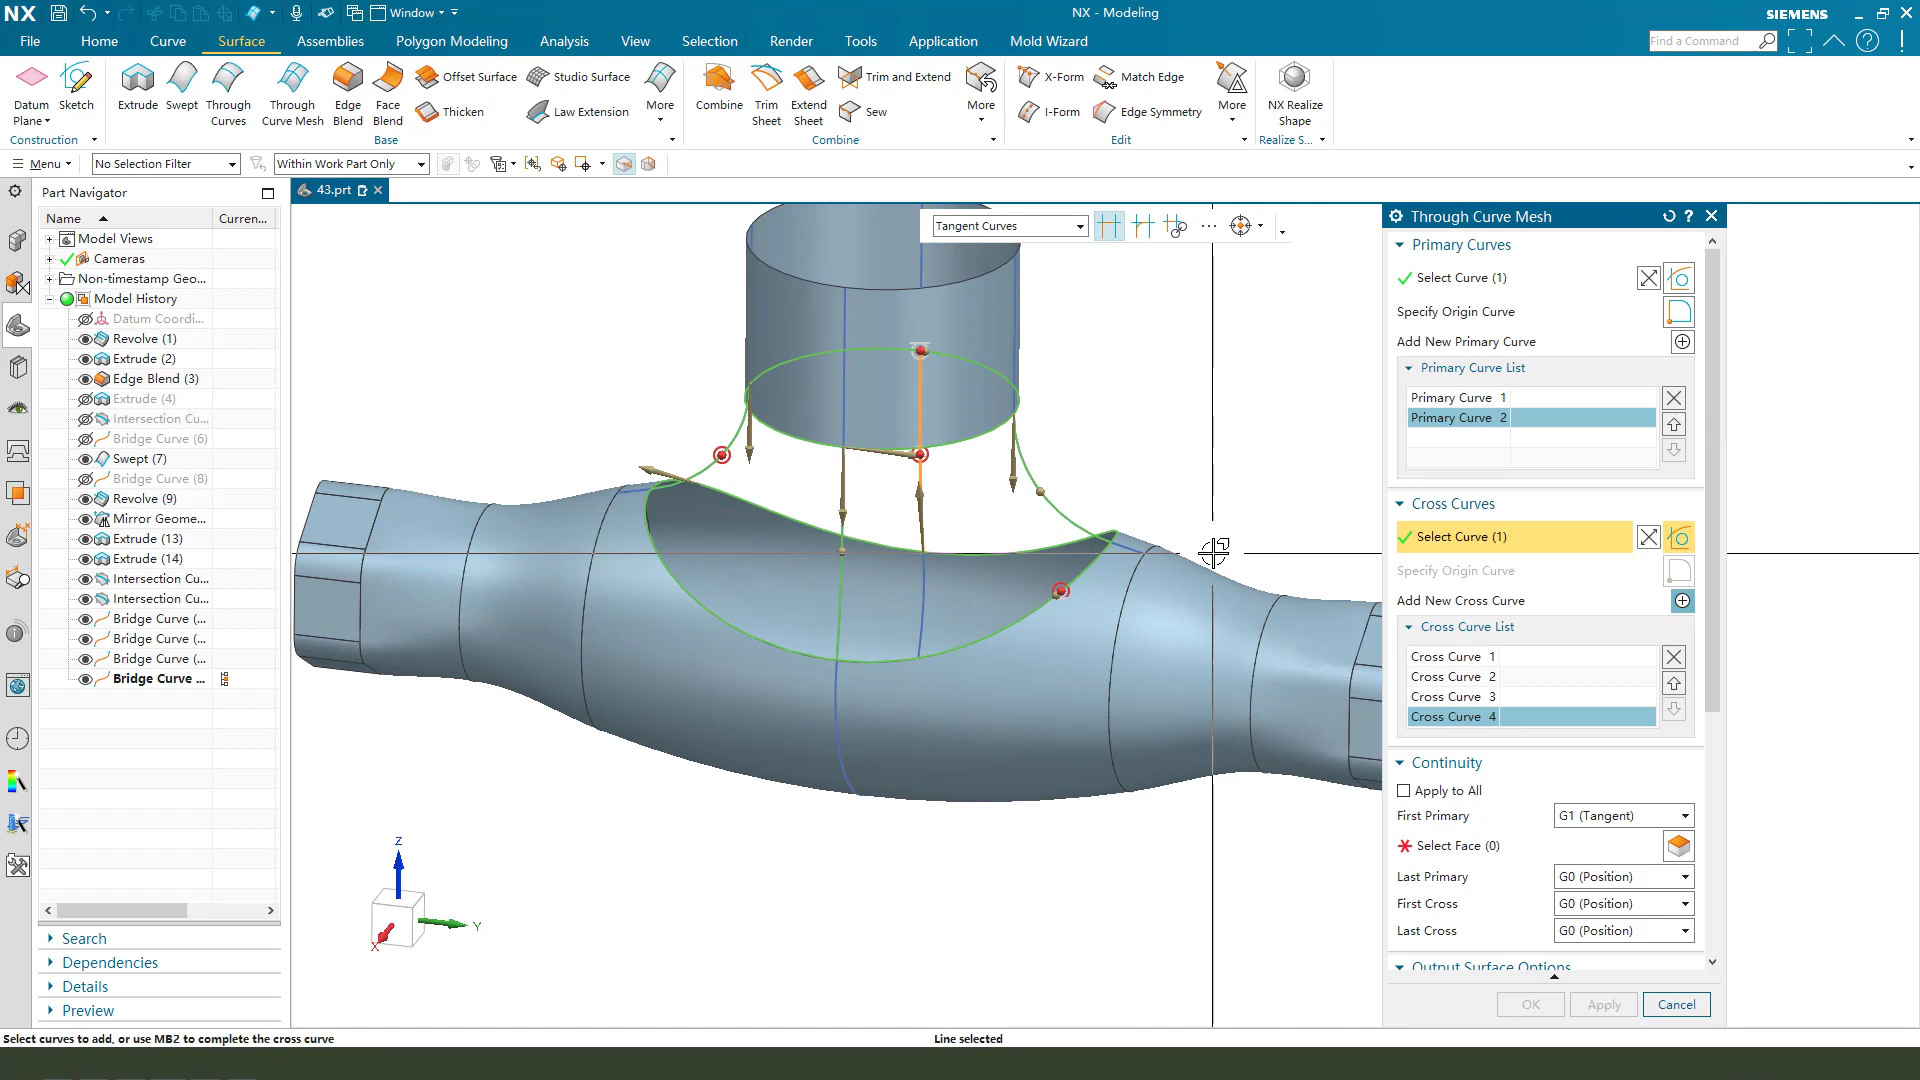 NX
Window
NX - Modeling
SIEMENS
File
Home
Curve
Surface
Assemblies
Polygon Modeling
Analysis
View
Selection
Render
Tools
Application
Mold Wizard
Find a Command
Datum Plane
Sketch
Extrude
Swept
Through Curves
Through Curve Mesh
Edge Blend
Face Blend
Offset Surface
Thicken
Studio Surface
Law Extension
More
Combine
Trim Sheet
Extend Sheet
Trim and Extend
Sew
More
X-Form
I-Form
Match Edge
Edge Symmetry
More
NX Realize Shape
Construction
Base
Combine
Edit
Realize S...
Menu
No Selection Filter
Within Work Part Only
Part Navigator
43.prt
Name
Curren...
Model Views
Cameras
Non-timestamp Geo...
Model History
Datum Coordi...
Revolve (1)
Extrude (2)
Edge Blend (3)
Extrude (4)
Intersection Cu...
Bridge Curve (6)
Swept (7)
Bridge Curve (8)
Revolve (9)
Mirror Geome...
Extrude (13)
Extrude (14)
Intersection Cu...
Intersection Cu...
Bridge Curve (...
Bridge Curve (...
Bridge Curve (...
Bridge Curve ...
Search
Dependencies
Details
Preview
Tangent Curves
Z
Y
X
Through Curve Mesh
Primary Curves
Select Curve (1)
Specify Origin Curve
Add New Primary Curve
Primary Curve List
Primary Curve 1
Primary Curve 2
Cross Curves
Select Curve (1)
Specify Origin Curve
Add New Cross Curve
Cross Curve List
Cross Curve 1
Cross Curve 2
Cross Curve 3
Cross Curve 4
Continuity
Apply to All
First Primary
G1 (Tangent)
Select Face (0)
Last Primary
G0 (Position)
First Cross
G0 (Position)
Last Cross
G0 (Position)
Output Surface Options
OK
Apply
Cancel
Select curves to add, or use MB2 to complete the cross curve
Line selected